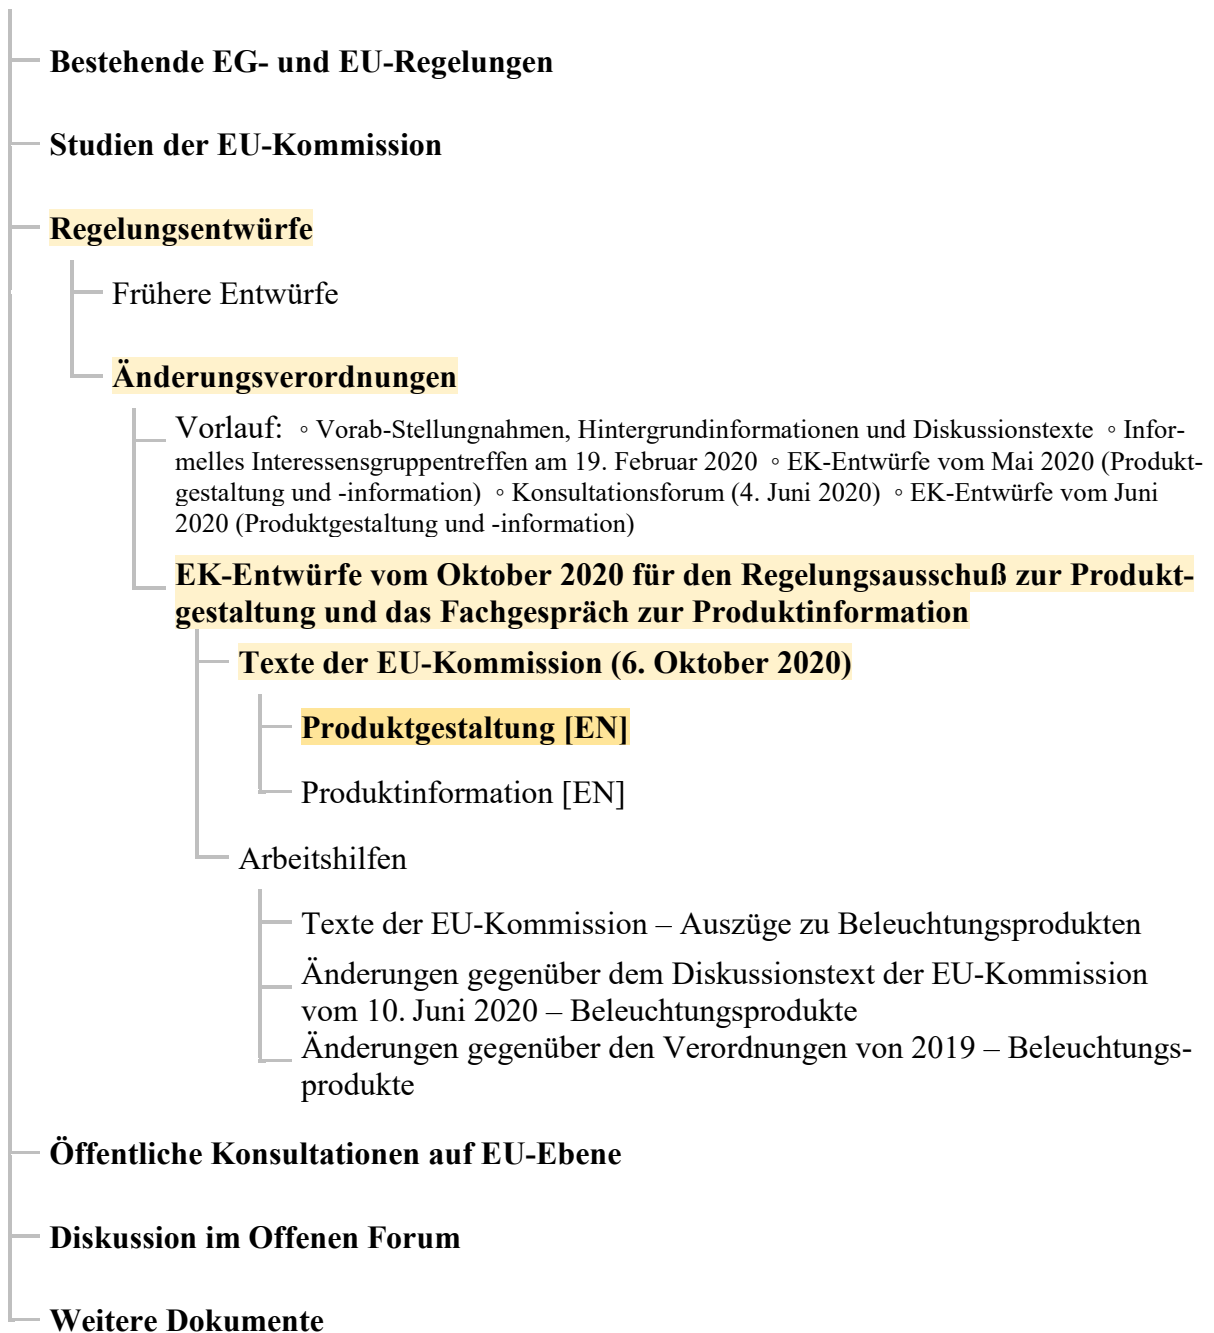 Bestehende EG- und EU-Regelungen
Studien der EU-Kommission
Regelungsentwürfe
Frühere Entwürfe
Änderungsverordnungen
Vorlauf: ◦ Vorab-Stellungnahmen, Hintergrundinformationen und Diskussionstexte ◦ Infor-
melles Interessensgruppentreffen am 19. Februar 2020 ◦ EK-Entwürfe vom Mai 2020 (Produkt-
gestaltung und -information) ◦ Konsultationsforum (4. Juni 2020) ◦ EK-Entwürfe vom Juni
2020 (Produktgestaltung und -information)
EK-Entwürfe vom Oktober 2020 für den Regelungsausschuß zur Produkt-
gestaltung und das Fachgespräch zur Produktinformation
Texte der EU-Kommission (6. Oktober 2020)
Produktgestaltung [EN]
Produktinformation [EN]
Arbeitshilfen
Texte der EU-Kommission – Auszüge zu Beleuchtungsprodukten
Änderungen gegenüber dem Diskussionstext der EU-Kommission
vom 10. Juni 2020 – Beleuchtungsprodukte
Änderungen gegenüber den Verordnungen von 2019 – Beleuchtungs-
produkte
Öffentliche Konsultationen auf EU-Ebene
Diskussion im Offenen Forum
Weitere Dokumente